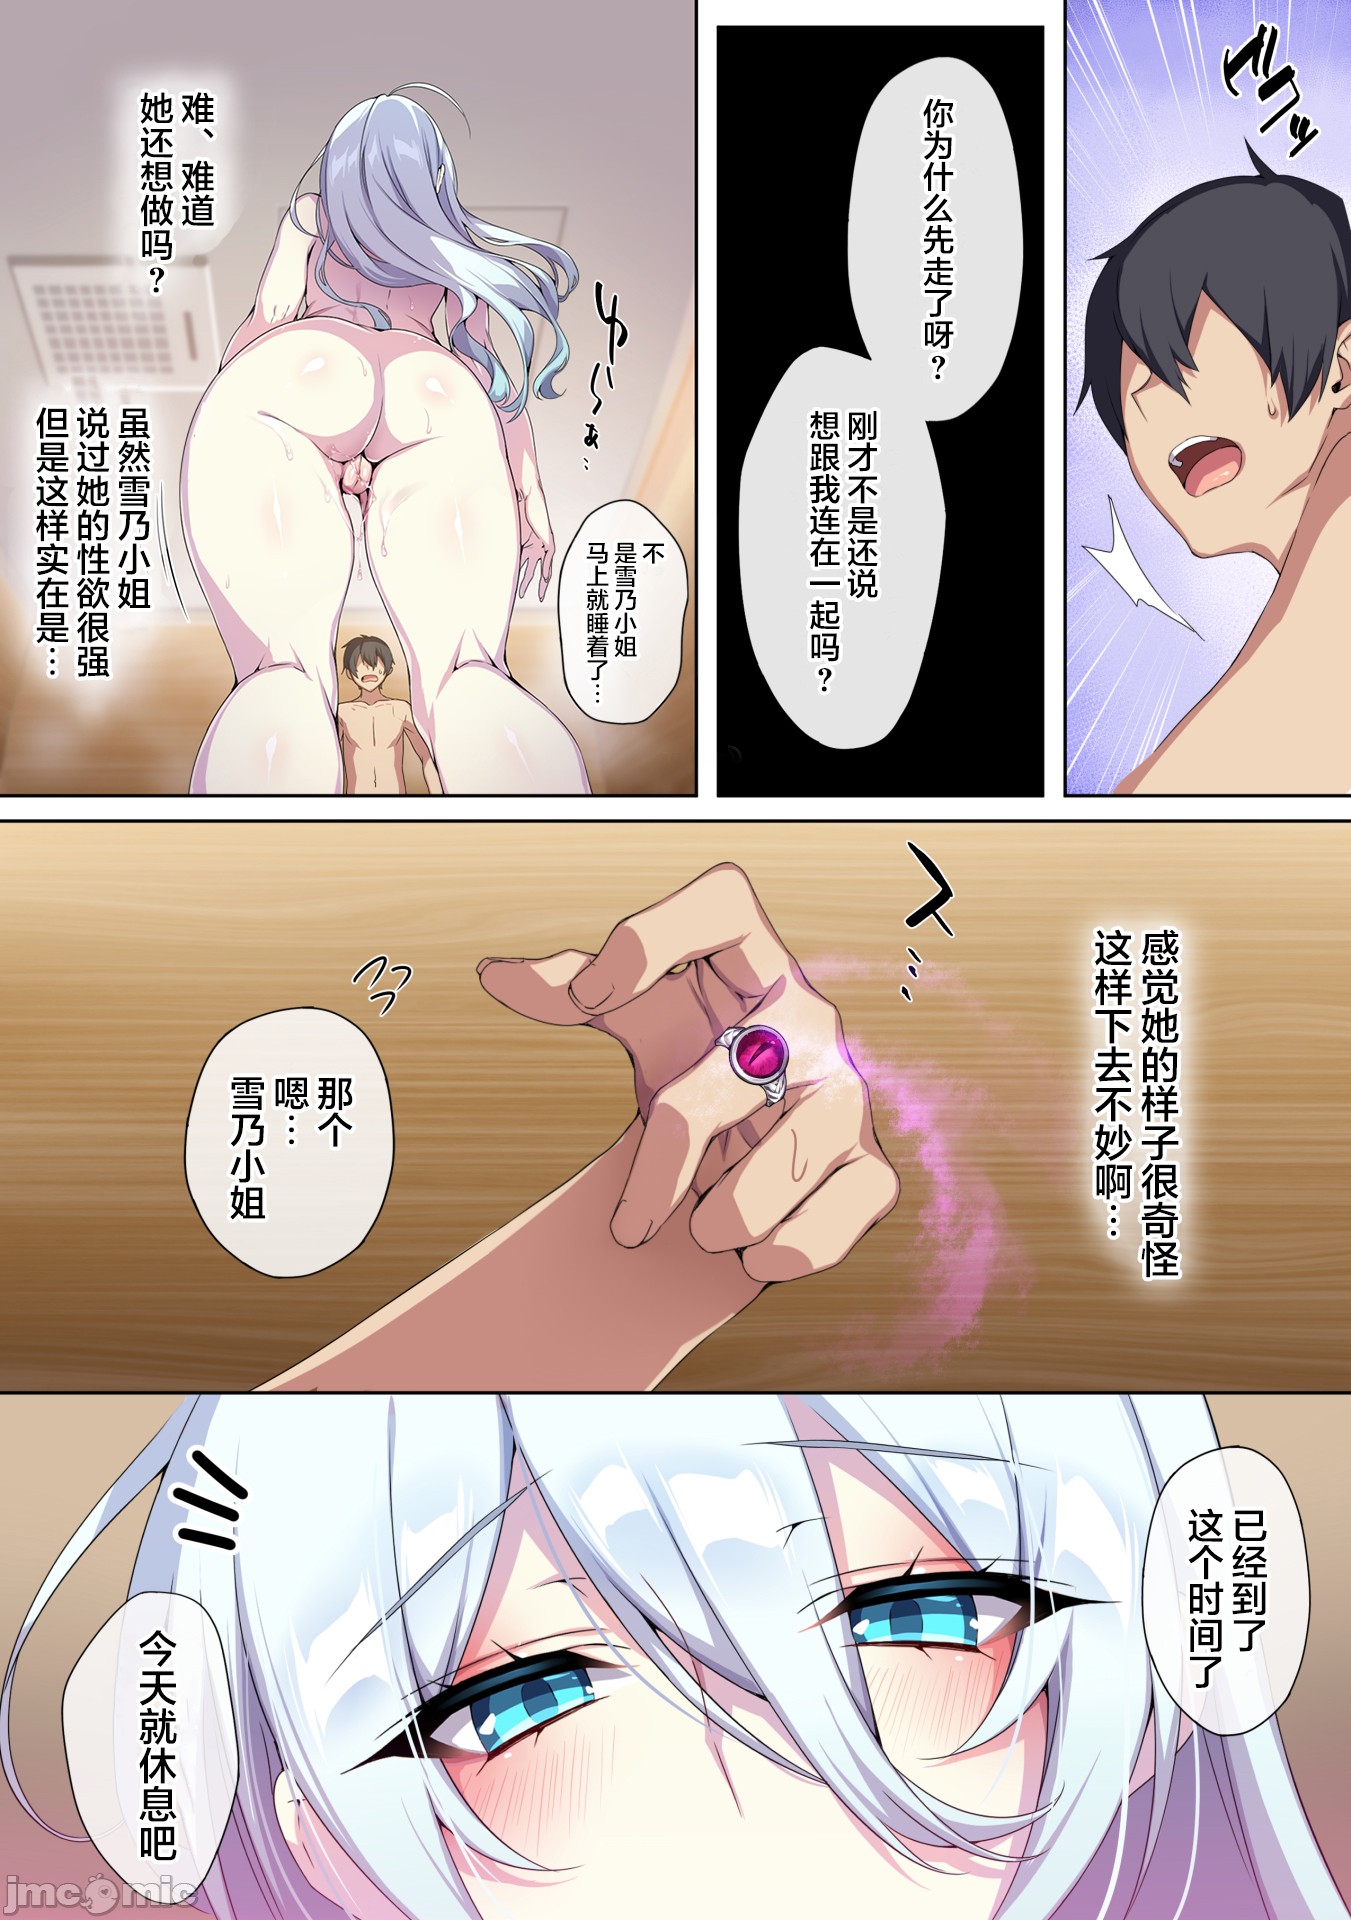 ビクッ
你为什么先走了呀？
刚才不是还说
想跟我连在一起吗？
难、难道
她还想做吗？
ゆ
ら～ぁ…
不
是雪乃小姐
马上就睡着了…
虽然雪乃小姐
说过她的性欲很强
但是这样实在是…
感觉她的样子很奇怪
这样下去不妙啊…
那个
嗯…
雪乃小姐
已经到了
这个时间了
今天就休息吧
jmcomic